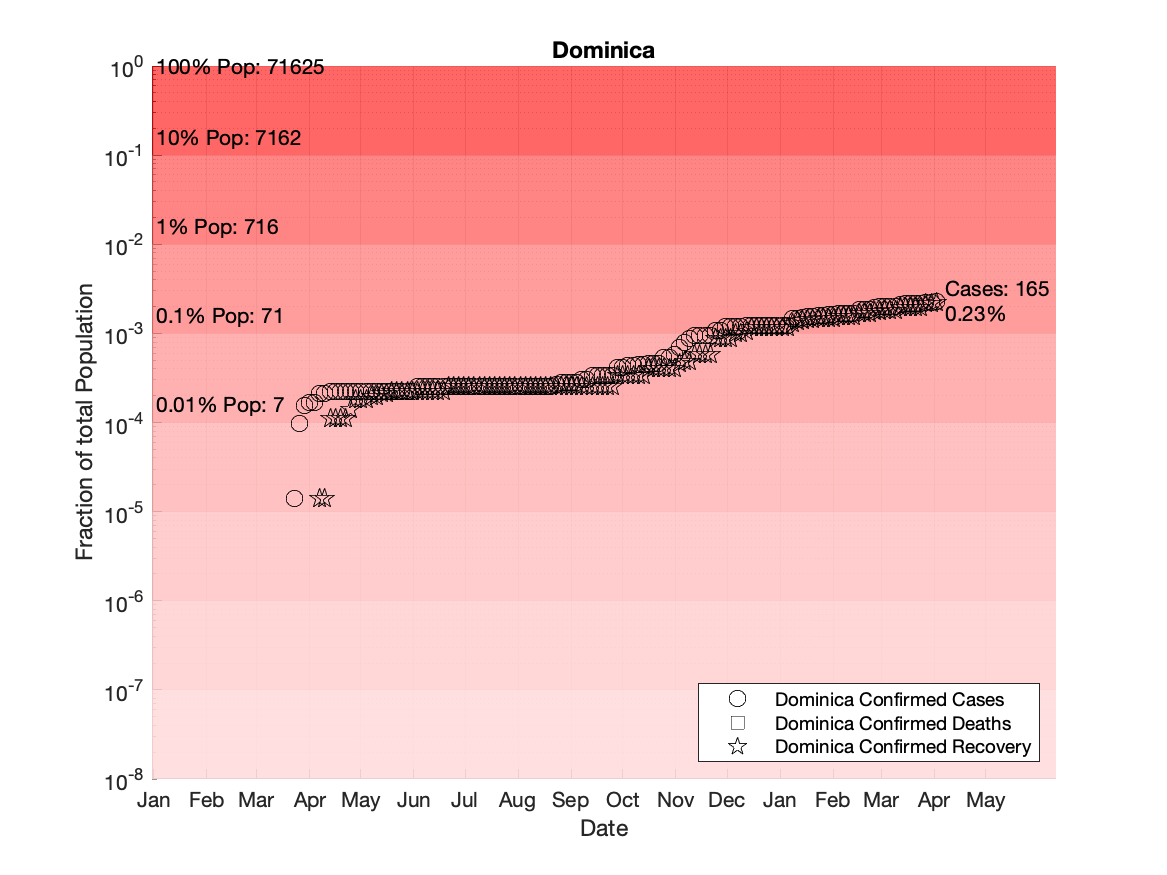 Dominica
10^0
100% Pop: 71625
10% Pop: 7162
10^-1
1% Pop: 716
10^-2
Cases: 165
0.23%
0.1% Pop: 71
10^-3
0.01% Pop: 7
10^-4
10^-5
10^-6
10^-7
10^-8
Fraction of total Population
Dominica Confirmed Cases
Dominica Confirmed Deaths
Dominica Confirmed Recovery
Jan Feb Mar Apr May Jun Jul Aug Sep Oct Nov Dec Jan Feb Mar Apr May
Date